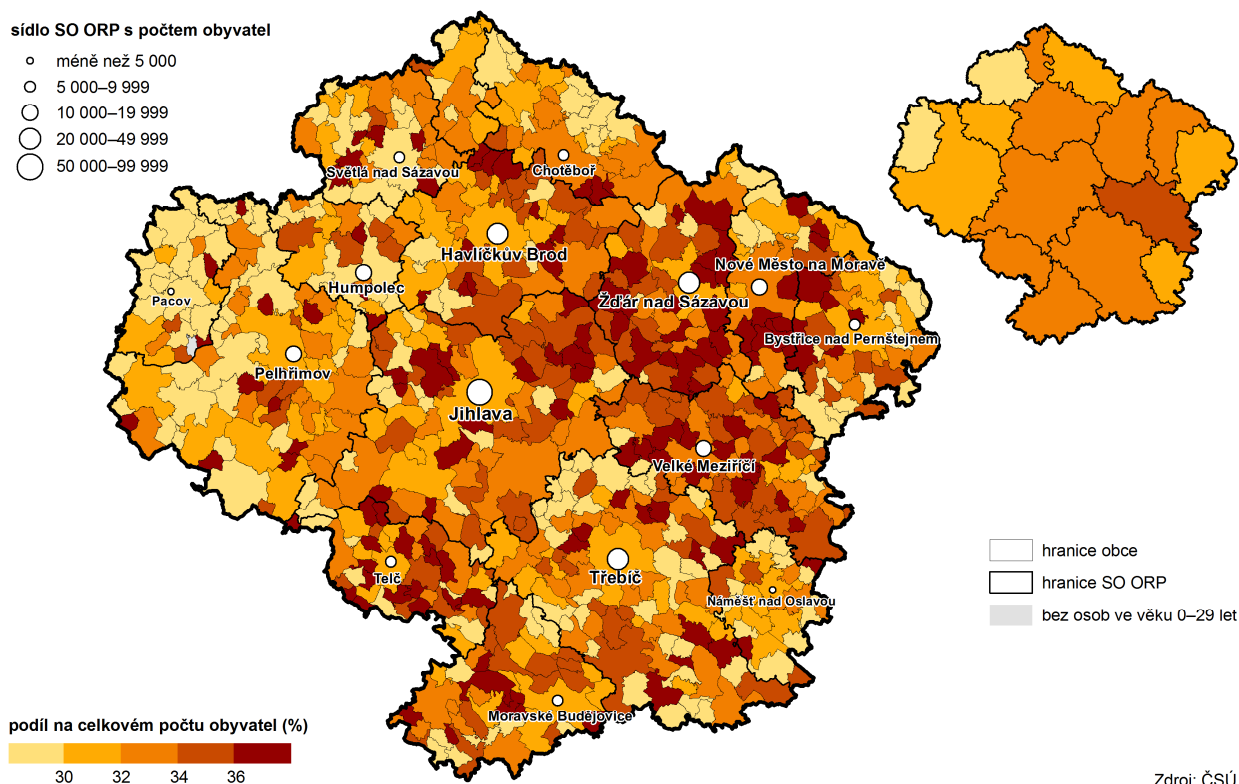 sídlo SO ORP s počtem obyvatel
méně než 5 000
5 000–9 999
10 000–19 999
20 000–49 999
50 000–99 999
Světlá nad Sázavou
Chotěboř
Havlíčkův Brod
Nové Město na Moravě
Humpolec
Pacov
Žďár nad Sázavou
Bystřice nad Pernštejnem
Pelhřimov
Jihlava
Velké Meziříčí
Telč
Třebíč
Náměšť nad Oslavou
Moravské Budějovice
hranice obce
hranice SO ORP
bez osob ve věku 0–29 let
podíl na celkovém počtu obyvatel (%)
30 32 34 36
Zdroj: ČSÚ